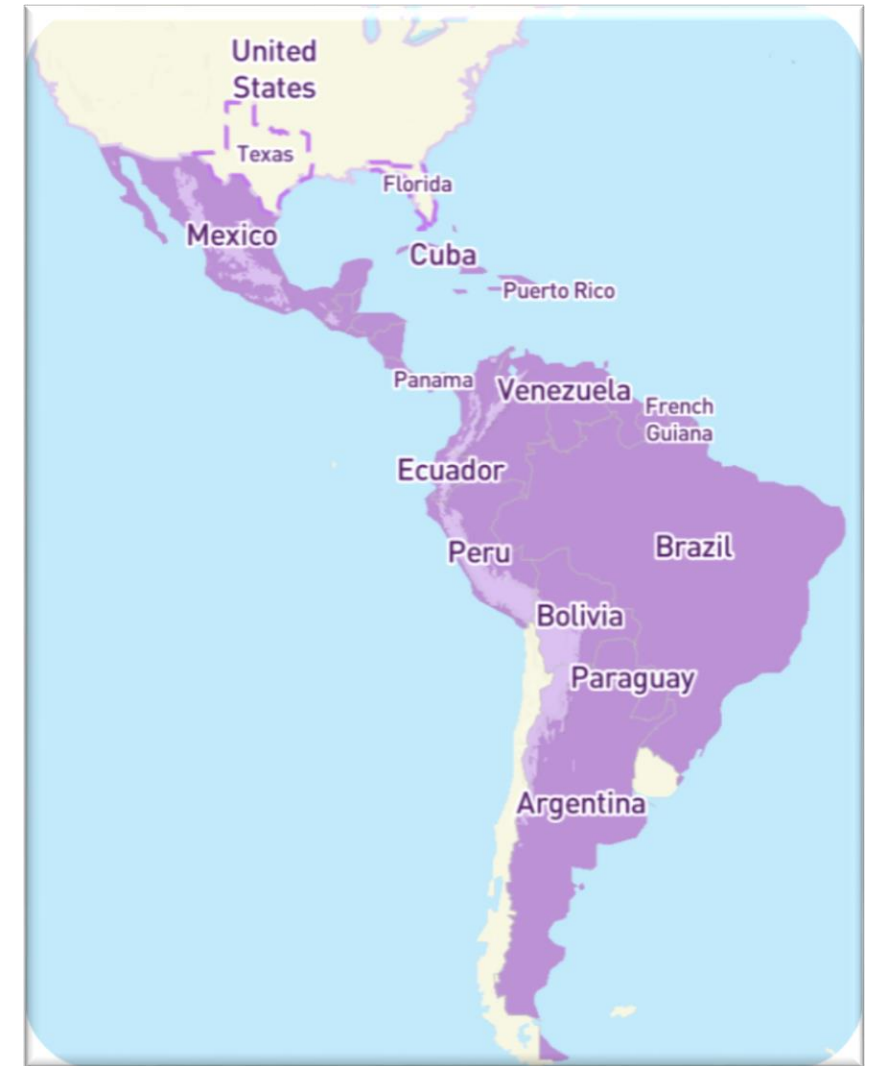 United
States
Texas
Florida
Mexico
Cuba
Puerto Rico
Panama
Venezuela
French
Guiana
Ecuador
Peru
Brazil
Bolivia
Paraguay
Argentina